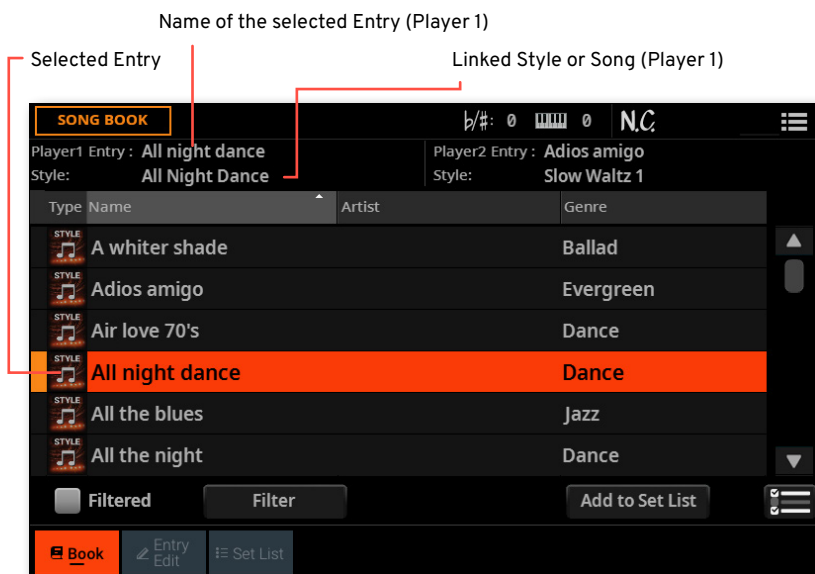 Name of the selected Entry (Player 1)
Selected Entry
Linked Style or Song (Player 1)
SONG BOOK
♭/♯: 0 0 N.C.
Player1 Entry : All night dance
Player2 Entry : Adios amigo
Style: All Night Dance
Style: Slow Waltz 1
Type Name Artist Genre
STYLE
A whiter shade Ballad
STYLE
Adios amigo Evergreen
STYLE
Air love 70's Dance
STYLE
All night dance Dance
STYLE
All the blues Jazz
STYLE
All the night Dance
Filtered Filter Add to Set List
Book Entry Edit Set List